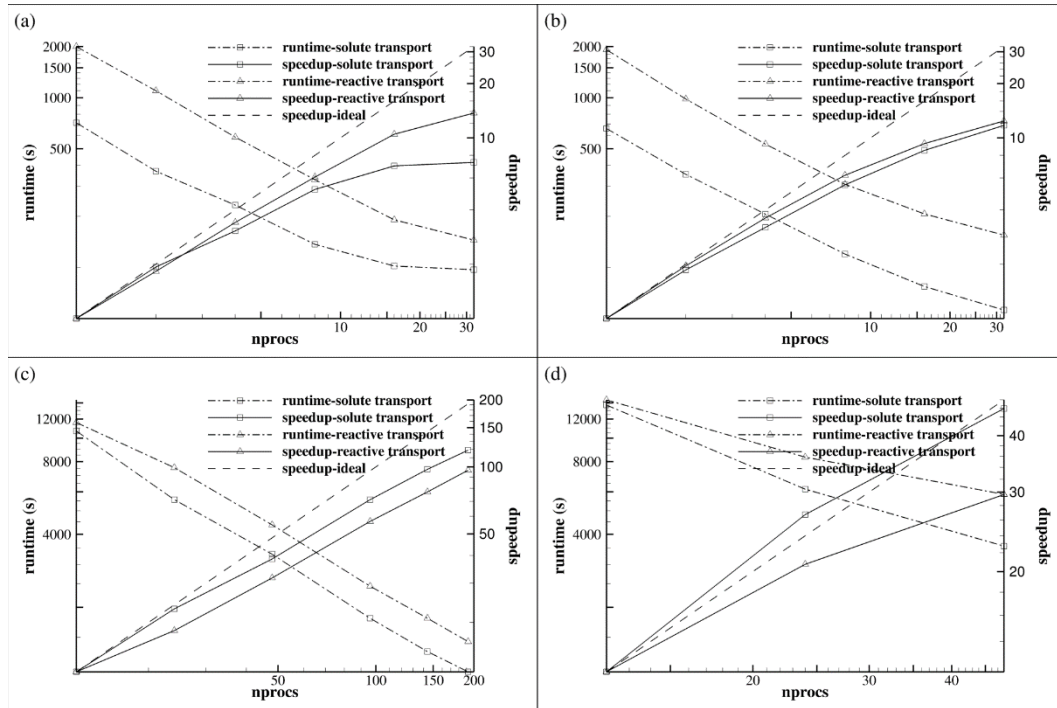 (a)
2000
1500
1000
500
runtime (s)
runtime-solute transport
speedup-solute transport
runtime-reactive transport
speedup-reactive transport
speedup-ideal
30
20
10
speedup
10 20 30
nprocs
(b)
2000
1500
1000
500
runtime (s)
runtime-solute transport
speedup-solute transport
runtime-reactive transport
speedup-reactive transport
speedup-ideal
30
20
10
speedup
10 20 30
nprocs
(c)
12000
8000
4000
runtime (s)
runtime-solute transport
speedup-solute transport
runtime-reactive transport
speedup-reactive transport
speedup-ideal
200
150
100
50
speedup
50 100 150 200
nprocs
(d)
12000
8000
4000
runtime (s)
runtime-solute transport
speedup-solute transport
runtime-reactive transport
speedup-reactive transport
speedup-ideal
40
30
20
speedup
20 30 40
nprocs